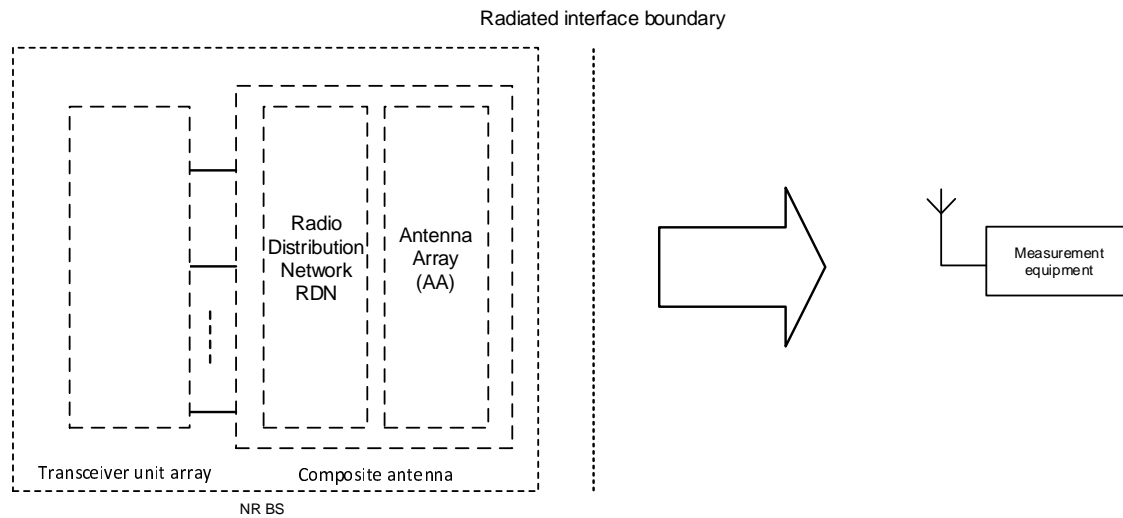 Radiated interface boundary
Radio
Distribution
Network
RDN
Antenna
Array
(AA)
Measurement
equipment
Transceiver unit array
Composite antenna
NR BS